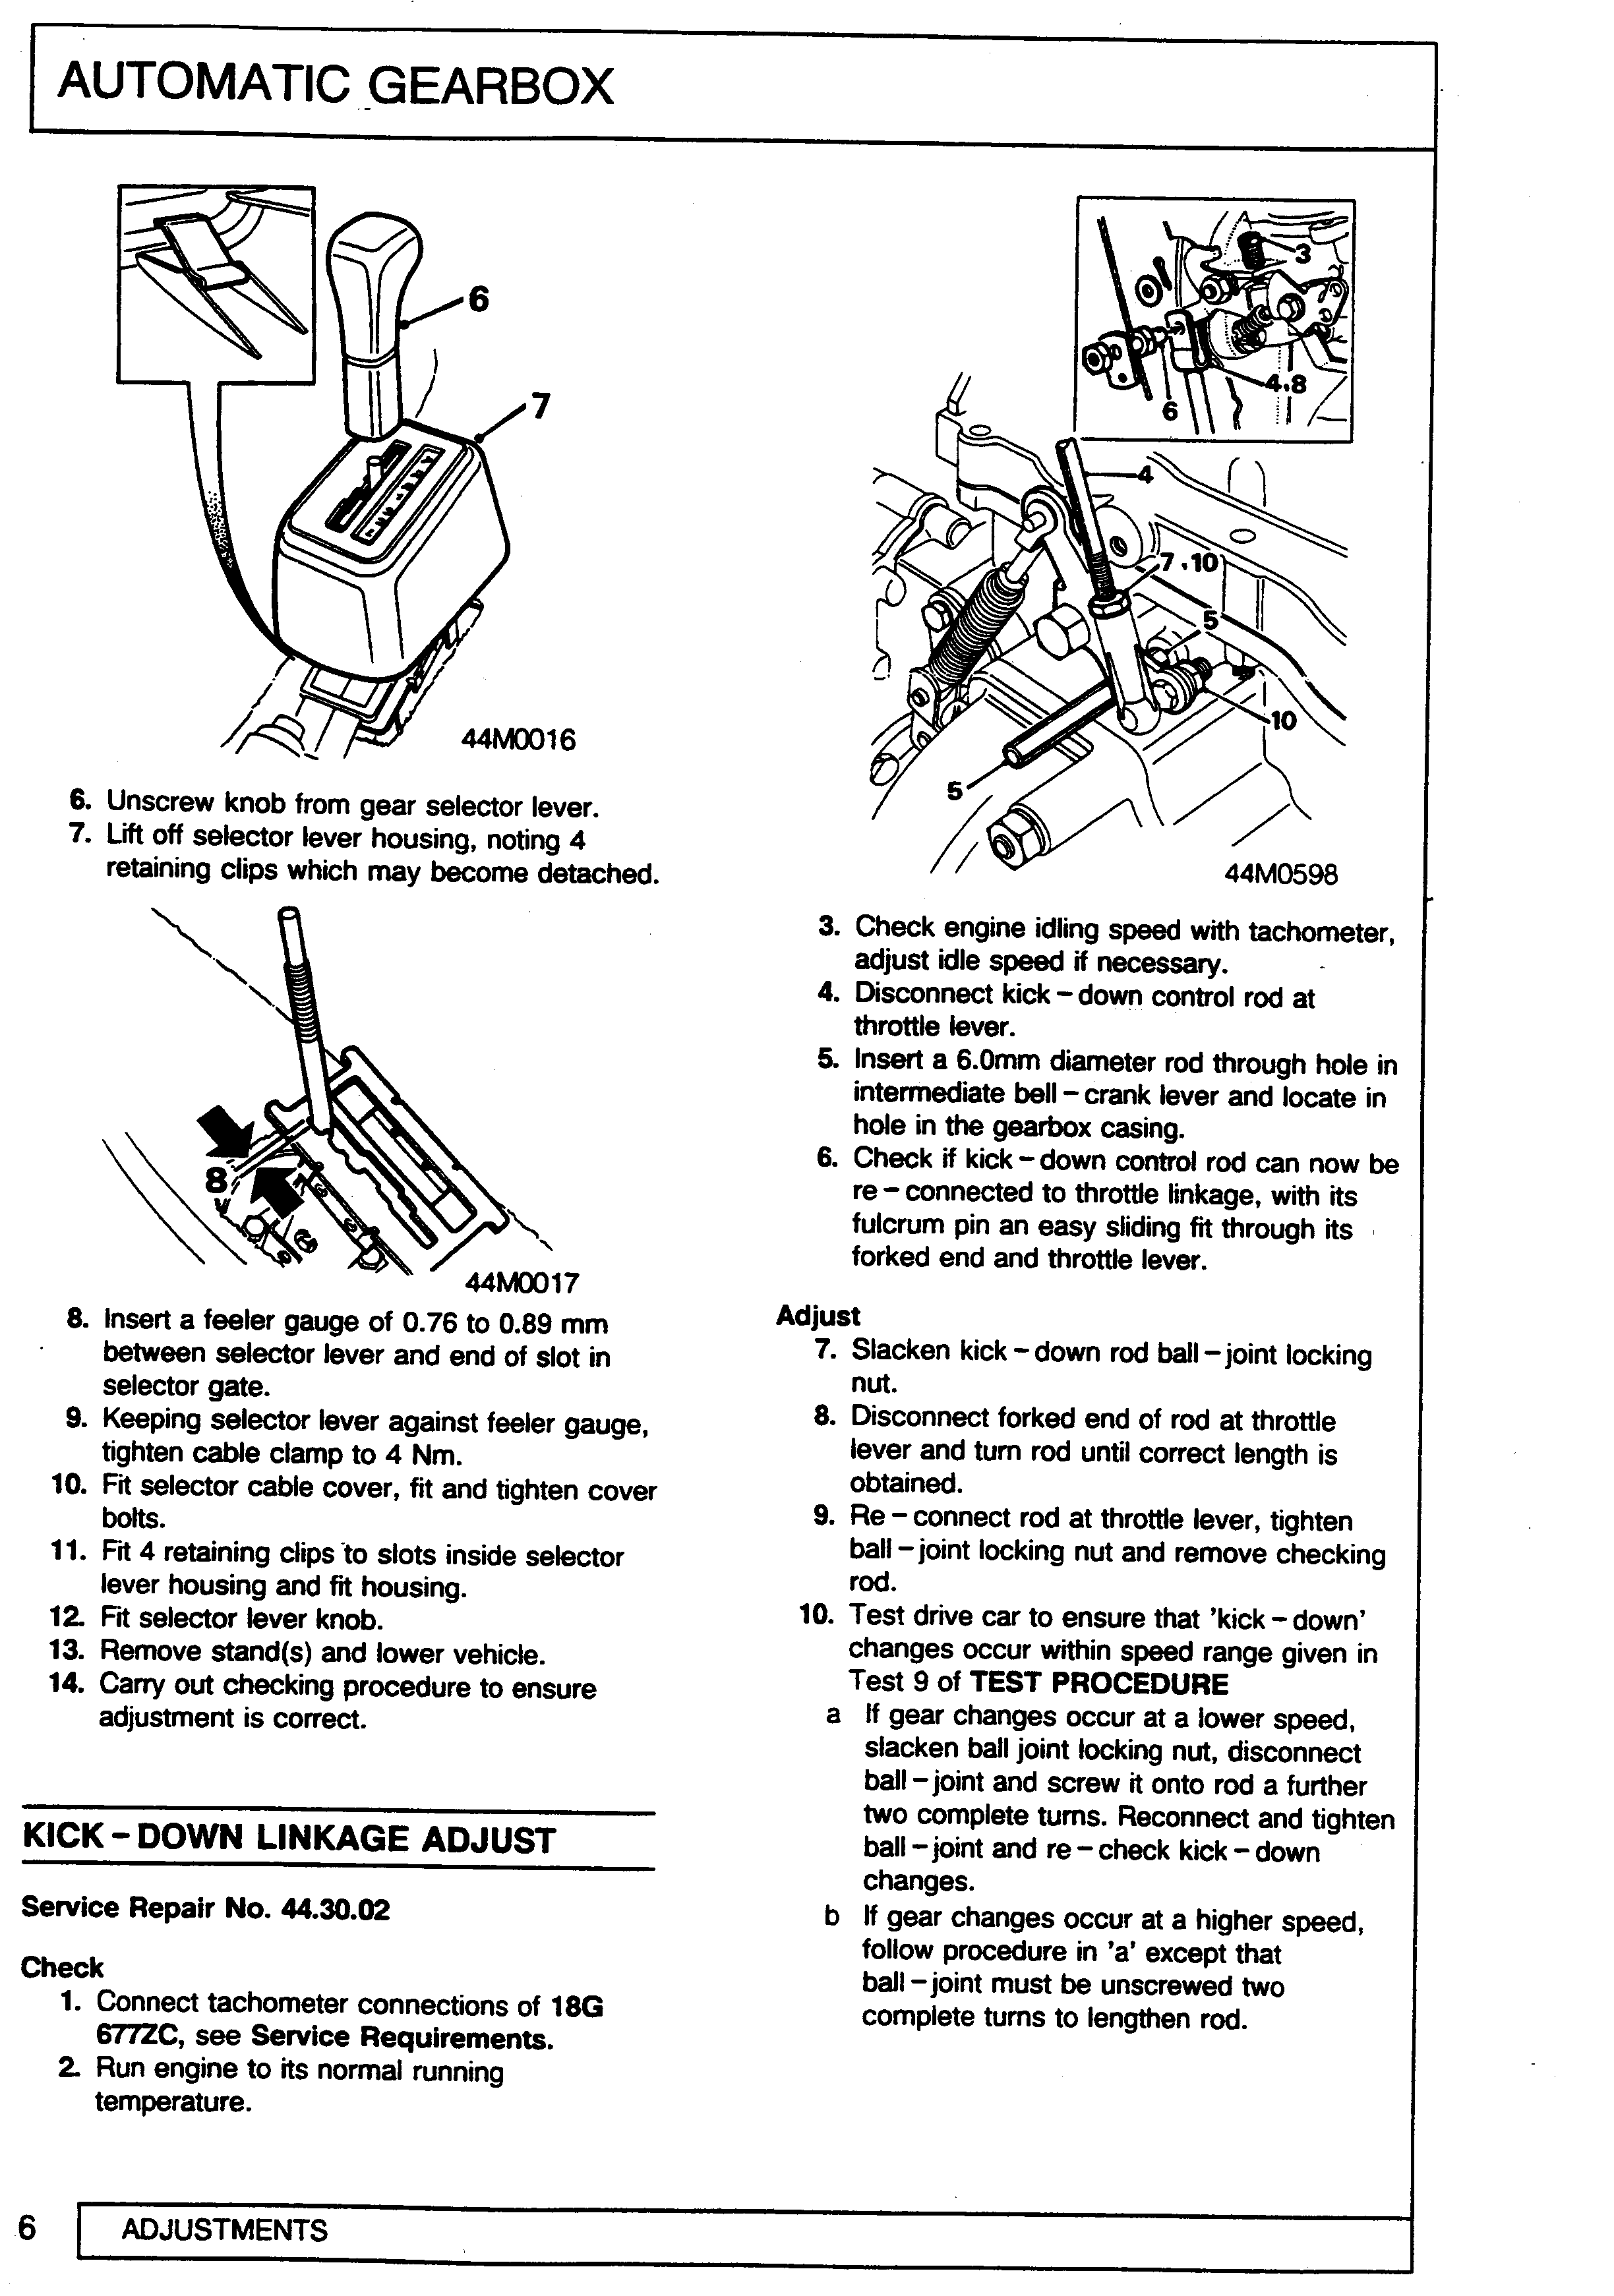 AUTOMATIC GEARBOX
6
7
44M0016
6. Unscrew knob from gear selector lever.
7. Lift off selector lever housing, noting 4
retaining clips which may become detached.
8
44M0017
8. Insert a feeler gauge of 0.76 to 0.89 mm
between selector lever and end of slot in
selector gate.
9. Keeping selector lever against feeler gauge,
tighten cable clamp to 4 Nm.
10. Fit selector cable cover, fit and tighten cover
bolts.
11. Fit 4 retaining clips to slots inside selector
lever housing and fit housing.
12. Fit selector lever knob.
13. Remove stand(s) and lower vehicle.
14. Carry out checking procedure to ensure
adjustment is correct.
KICK – DOWN LINKAGE ADJUST
Service Repair No. 44.30.02
Check
1. Connect tachometer connections of 18G
677ZC, see Service Requirements.
2. Run engine to its normal running
temperature.
3
4,8
6
4
7,10
5
10
5
44M0598
3. Check engine idling speed with tachometer,
adjust idle speed if necessary.
4. Disconnect kick – down control rod at
throttle lever.
5. Insert a 6.0mm diameter rod through hole in
intermediate bell – crank lever and locate in
hole in the gearbox casing.
6. Check if kick – down control rod can now be
re – connected to throttle linkage, with its
fulcrum pin an easy sliding fit through its
forked end and throttle lever.
Adjust
7. Slacken kick – down rod ball – joint locking
nut.
8. Disconnect forked end of rod at throttle
lever and turn rod until correct length is
obtained.
9. Re – connect rod at throttle lever, tighten
ball – joint locking nut and remove checking
rod.
10. Test drive car to ensure that 'kick – down'
changes occur within speed range given in
Test 9 of TEST PROCEDURE
a If gear changes occur at a lower speed,
slacken ball joint locking nut, disconnect
ball – joint and screw it onto rod a further
two complete turns. Reconnect and tighten
ball – joint and re – check kick – down
changes.
b If gear changes occur at a higher speed,
follow procedure in 'a' except that
ball – joint must be unscrewed two
complete turns to lengthen rod.
6
ADJUSTMENTS